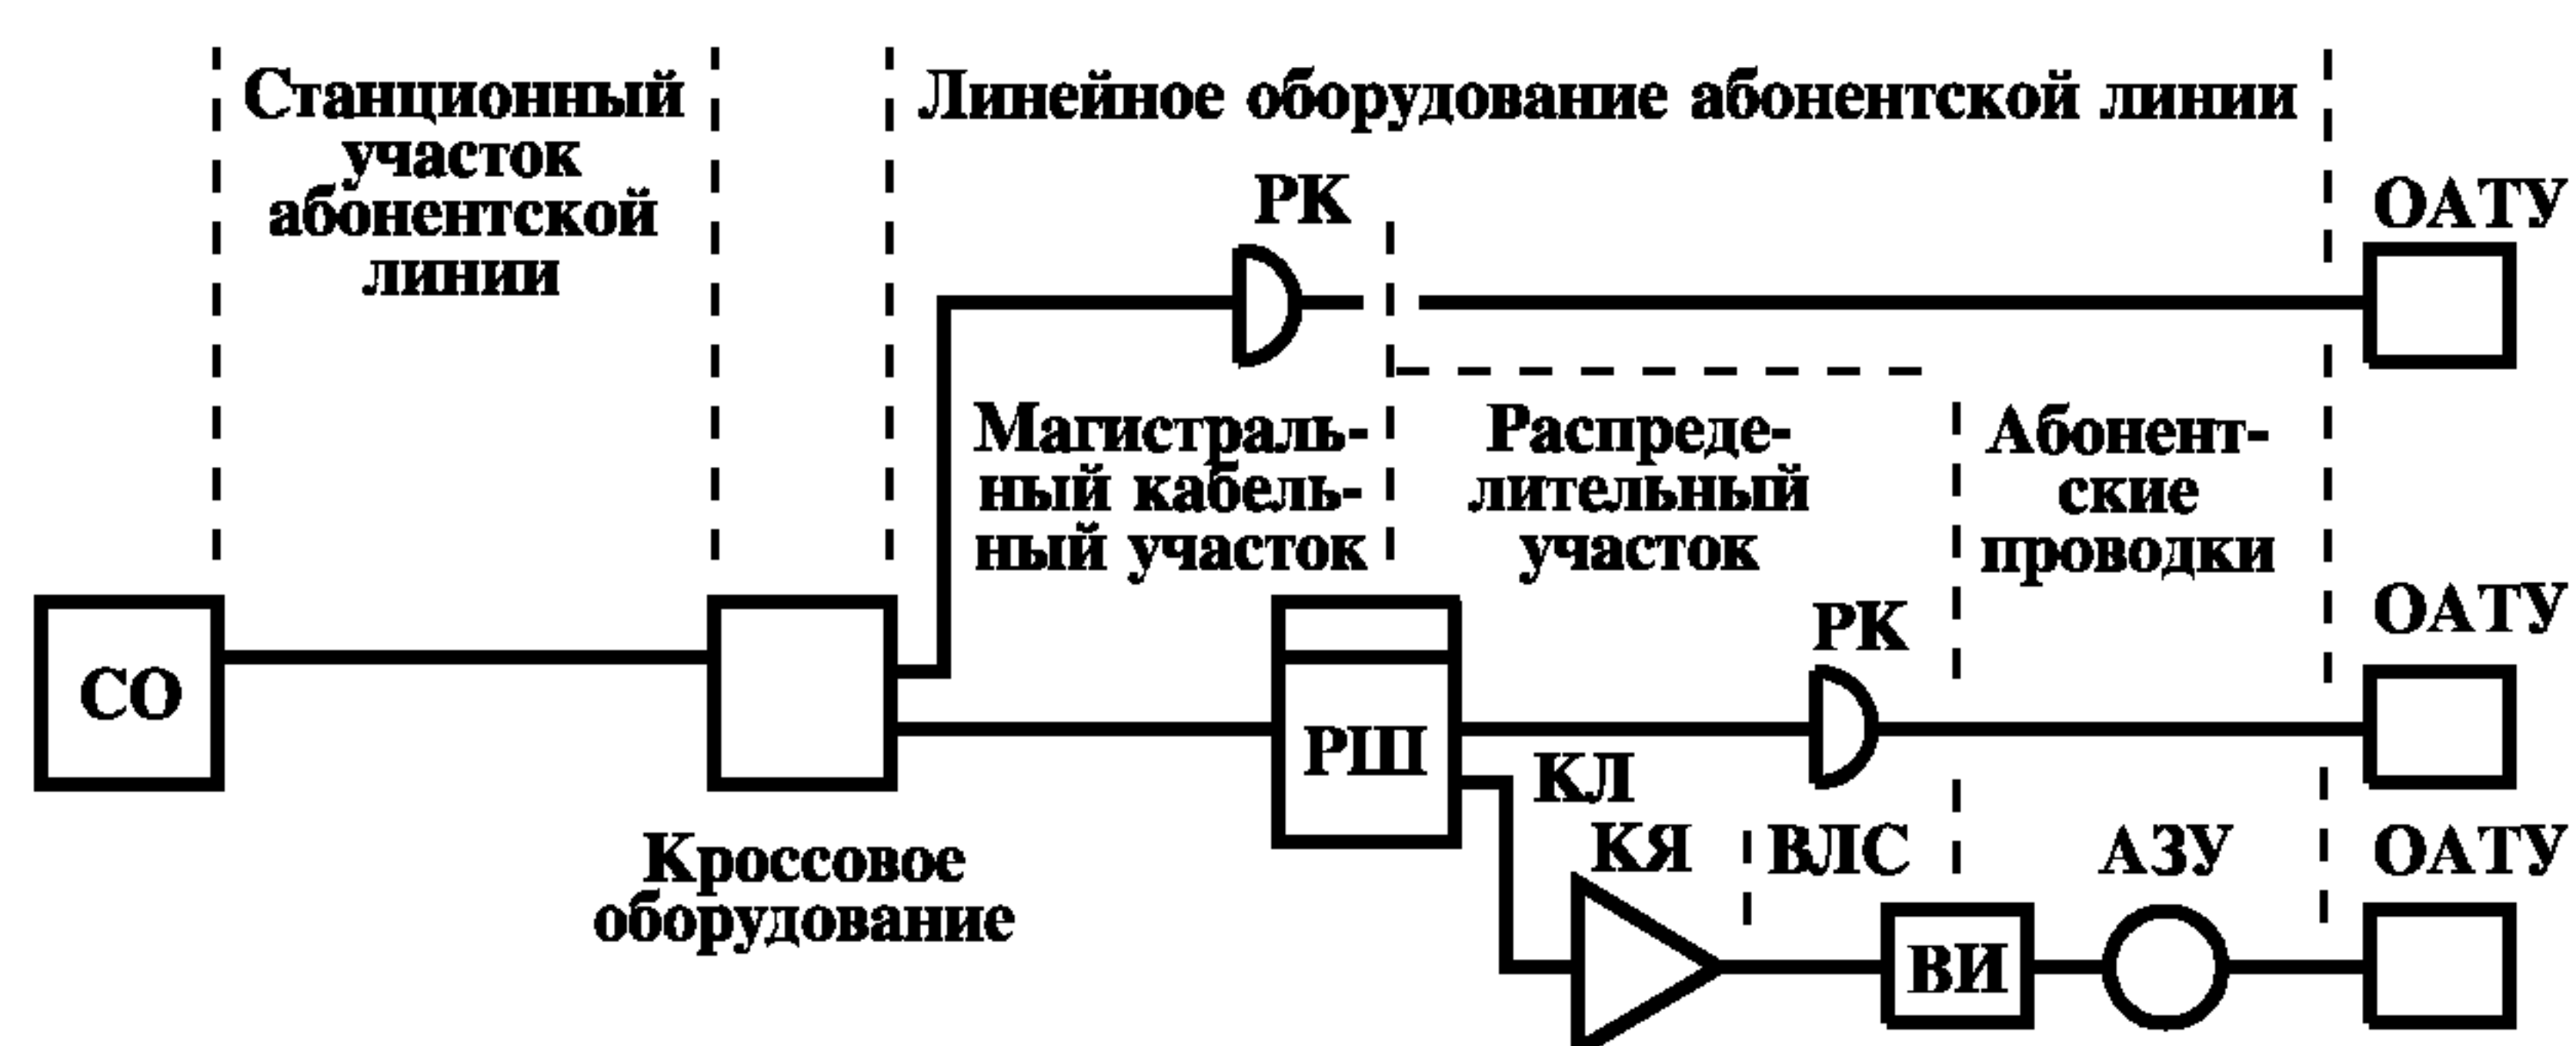 Станционный
участок
абонентской
линии
Линейное оборудование абонентской линии
РК
ОАТУ
Магистраль-
ный кабель-
ный участок
Распреде-
лительный
участок
Абонент-
ские
проводки
СО
РШ
РК
ОАТУ
КЛ
Кроссовое
оборудование
КЯ
ВЛС
АЗУ
ОАТУ
ВИ